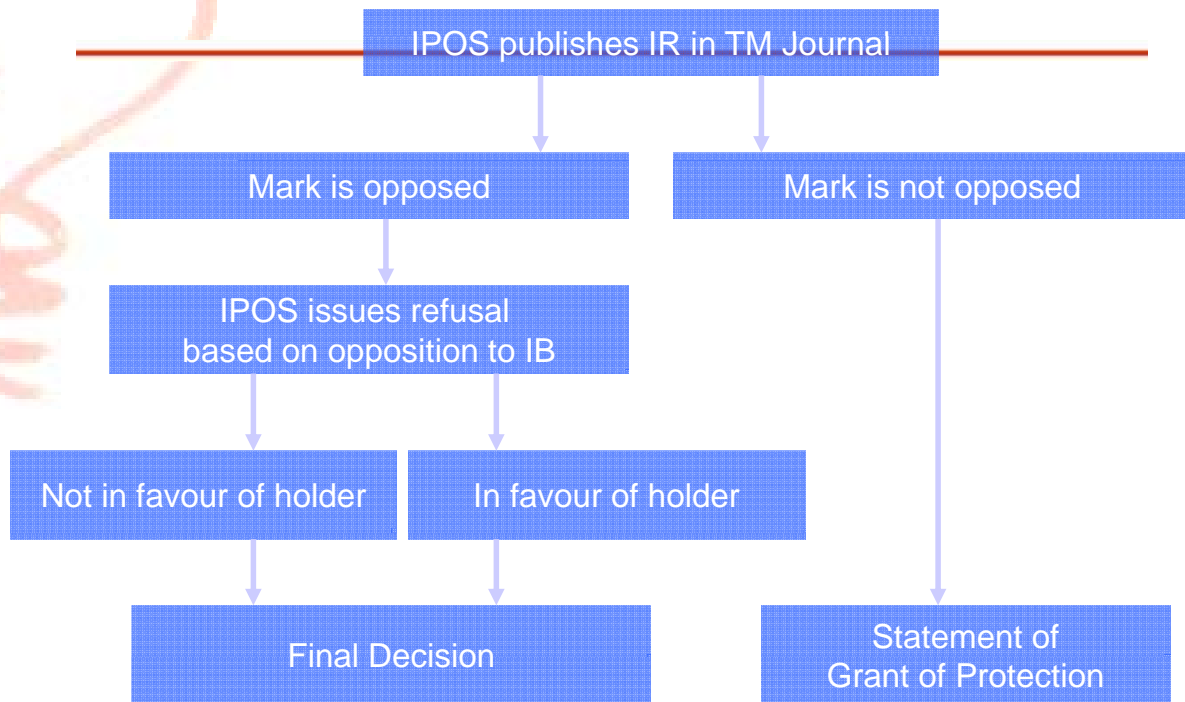 IPOS publishes IR in TM Journal
Mark is opposed
Mark is not opposed
IPOS issues refusal
based on opposition to IB
Not in favour of holder
In favour of holder
Final Decision
Statement of
Grant of Protection